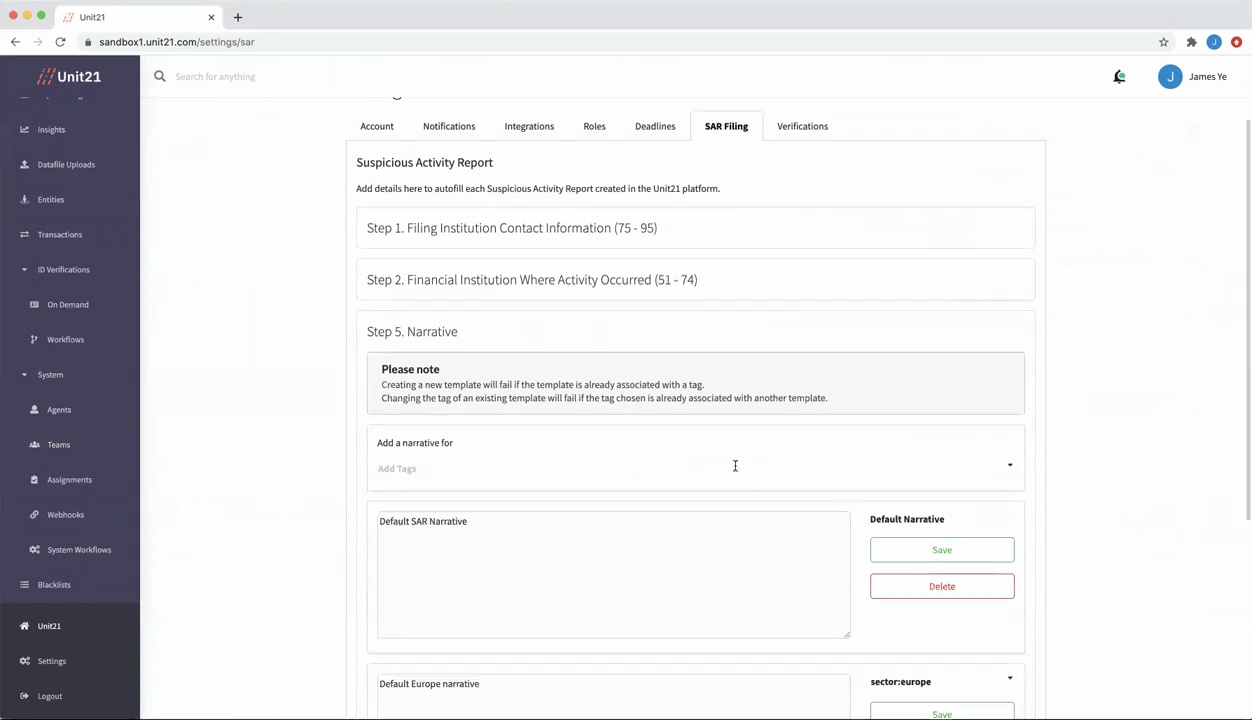 Unit21
sandbox1.unit21.com/settings/sar
Unit21
Search for anything
J
James Ye
Insights
Datafile Uploads
Entities
Transactions
ID Verifications
On Demand
Workflows
System
Agents
Teams
Assignments
Webhooks
System Workflows
Blacklists
Unit21
Settings
Logout
Account
Notifications
Integrations
Roles
Deadlines
SAR Filing
Verifications
Suspicious Activity Report
Add details here to autofill each Suspicious Activity Report created in the Unit21 platform.
Step 1. Filing Institution Contact Information (75 - 95)
Step 2. Financial Institution Where Activity Occurred (51 - 74)
Step 5. Narrative
Please note
Creating a new template will fail if the template is already associated with a tag.
Changing the tag of an existing template will fail if the tag chosen is already associated with another template.
Add a narrative for
Add Tags
Default SAR Narrative
Default Narrative
Save
Delete
Default Europe narrative
sector:europe
Save